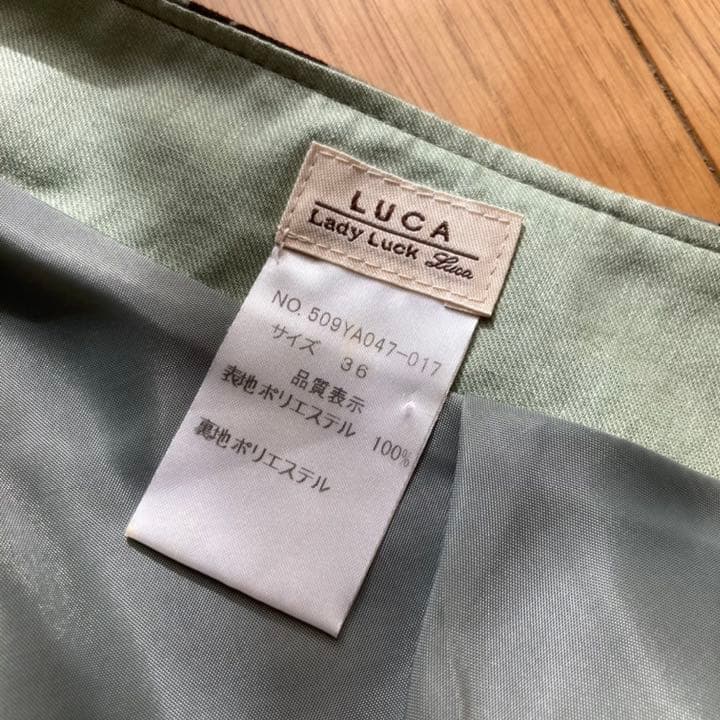 LUCA
Lady Luck Luca
NO. 509YA047-017
サイズ 36
品質表示
表地 ポリエステル 100%
裏地 ポリエステル